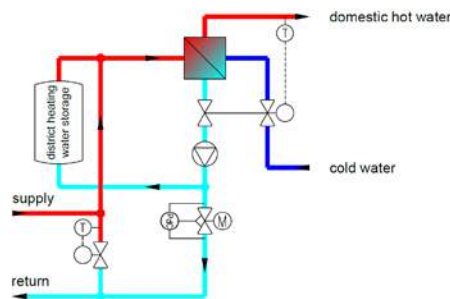 domestic hot water
T
district heating
water storage
cold water
supply
T
M
return